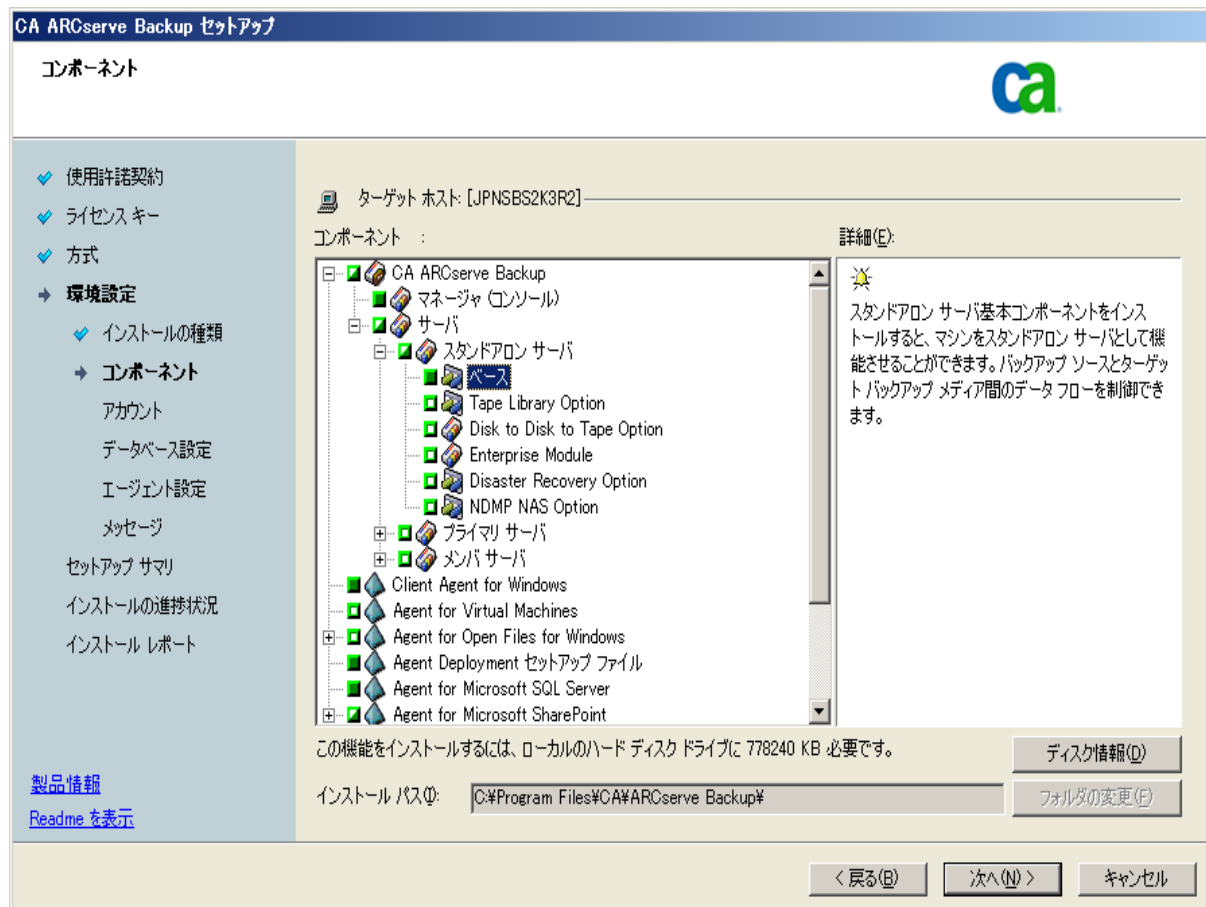 CA ARCserve Backup セットアップ
コンポーネント
ca
使用許諾契約
ライセンス キー
方式
環境設定
インストールの種類
コンポーネント
アカウント
データベース設定
エージェント設定
メッセージ
セットアップ サマリ
インストールの進捗状況
インストール レポート
製品情報
Readme を表示
ターゲット ホスト: [JPNSBS2K3R2]
コンポーネント :
CA ARCserve Backup
マネージャ (コンソール)
サーバ
スタンドアロン サーバ
ベース
Tape Library Option
Disk to Disk to Tape Option
Enterprise Module
Disaster Recovery Option
NDMP NAS Option
プライマリ サーバ
メンバ サーバ
Client Agent for Windows
Agent for Virtual Machines
Agent for Open Files for Windows
Agent Deployment セットアップ ファイル
Agent for Microsoft SQL Server
Agent for Microsoft SharePoint
詳細(E):
スタンドアロン サーバ基本コンポーネントをインス
トールすると、マシンをスタンドアロン サーバとして機
能させることができます。バックアップ ソースとターゲッ
ト バックアップ メディア間のデータ フローを制御でき
ます。
この機能をインストールするには、ローカルのハード ディスク ドライブに 778240 KB 必要です。
ディスク情報(D)
インストール パス(I):
C:¥Program Files¥CA¥ARCserve Backup¥
フォルダの変更(F)
< 戻る(B)
次へ(N) >
キャンセル